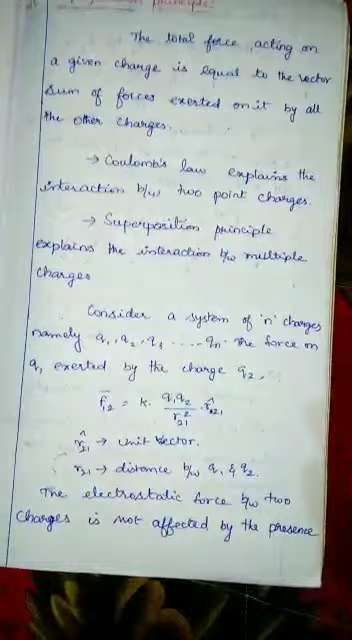 principle:
The total force, acting on
a given charge is equal to the vector
sum of forces exerted on it by all
the other charges.
→ Coulomb's law explains the
interaction b/w two point charges.
→ Superposition principle
explains the interaction b/w multiple
charges
Consider a system of 'n' charges
namely q₁, q₂, q₃ ..... qₙ. The force on
q₁ exerted by the charge q₂.
F̄₁₂ = K. q₁q₂/r₂₁² . r̂₂₁
r̂₂₁ → unit vector.
r₂₁ → distance b/w q₁ & q₂.
The electrostatic force b/w two
charges is not affected by the presence